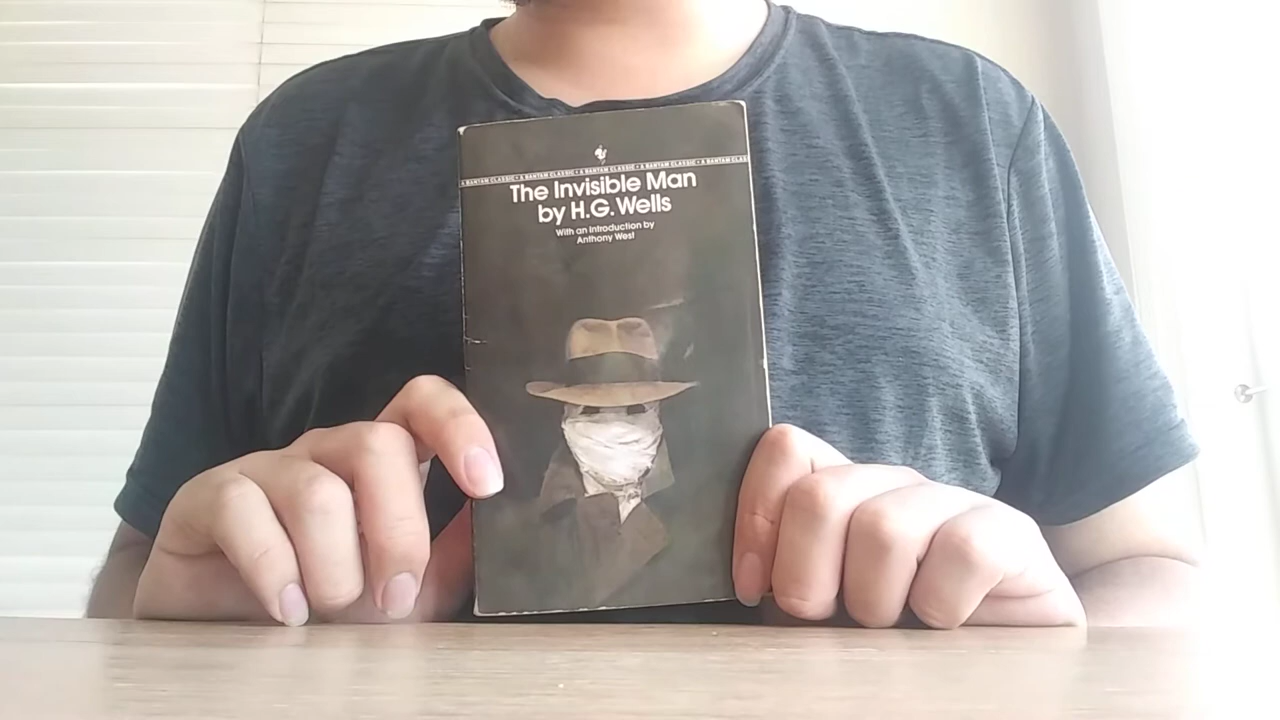 A BANTAM CLASSIC • A BANTAM CLASSIC • A BANTAM CLASSIC • A BANTAM CLASSIC • A BANTAM CLAS
The Invisible Man
by H.G. Wells
With an Introduction by
Anthony West